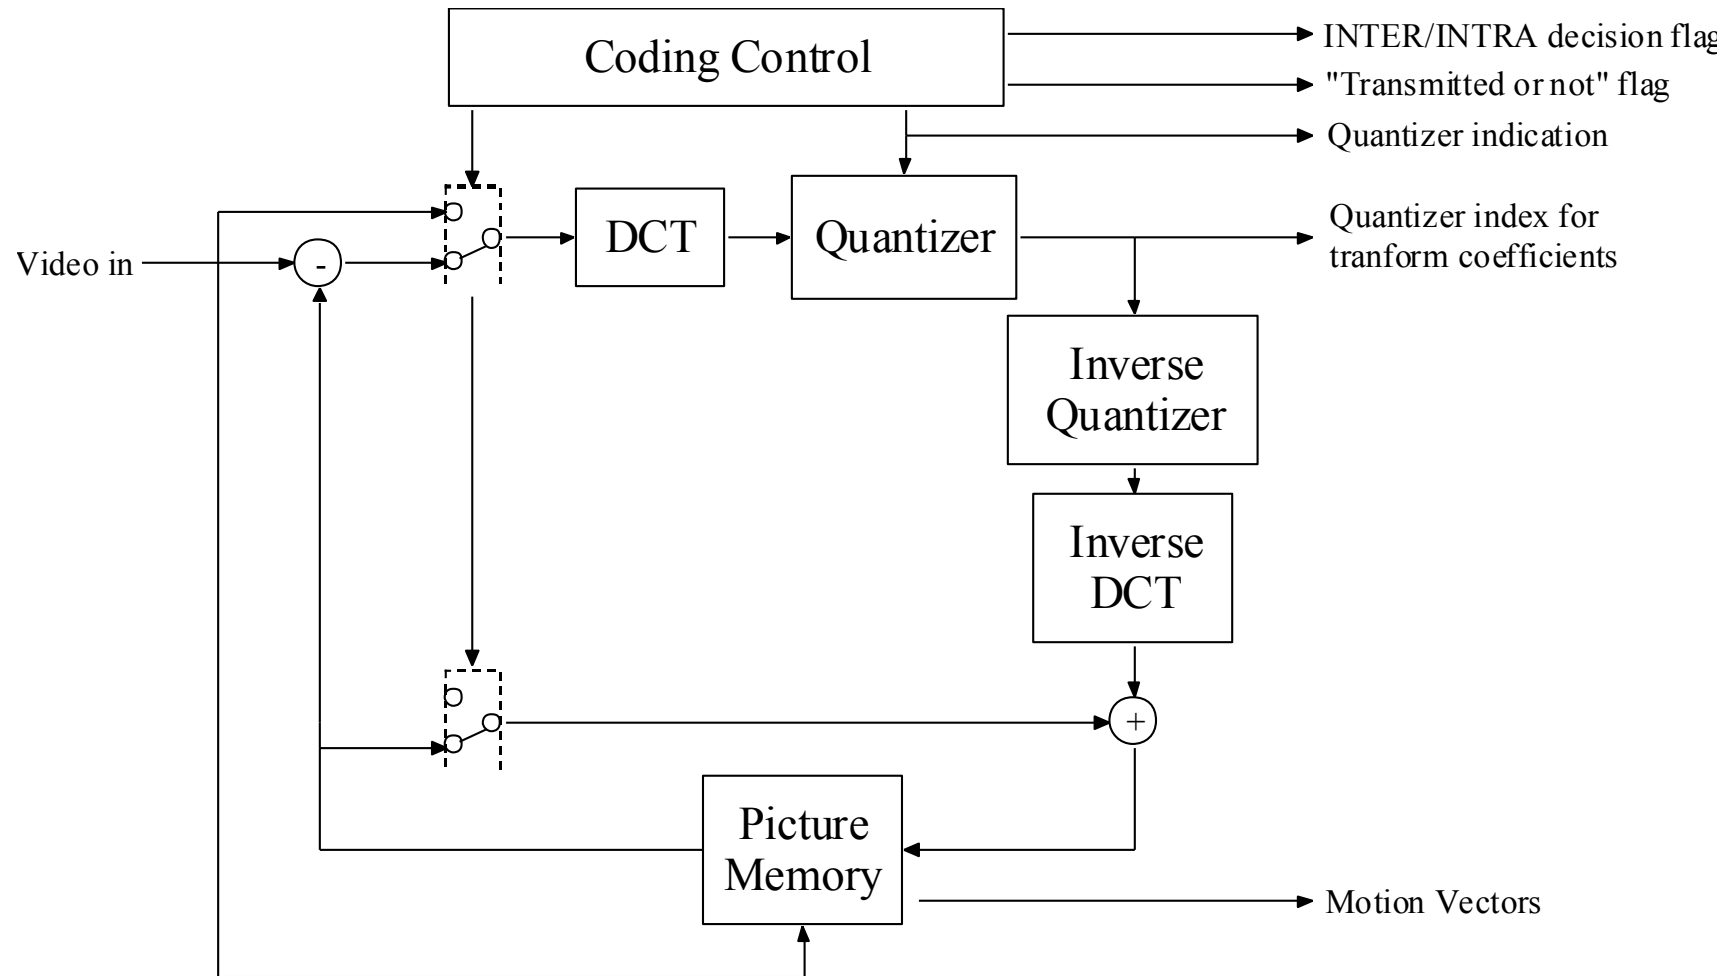 Coding Control
INTER/INTRA decision flag
"Transmitted or not" flag
Quantizer indication
DCT
Quantizer
Quantizer index for
tranform coefficients
Video in
-
Inverse
Quantizer
Inverse
DCT
+
Picture
Memory
Motion Vectors